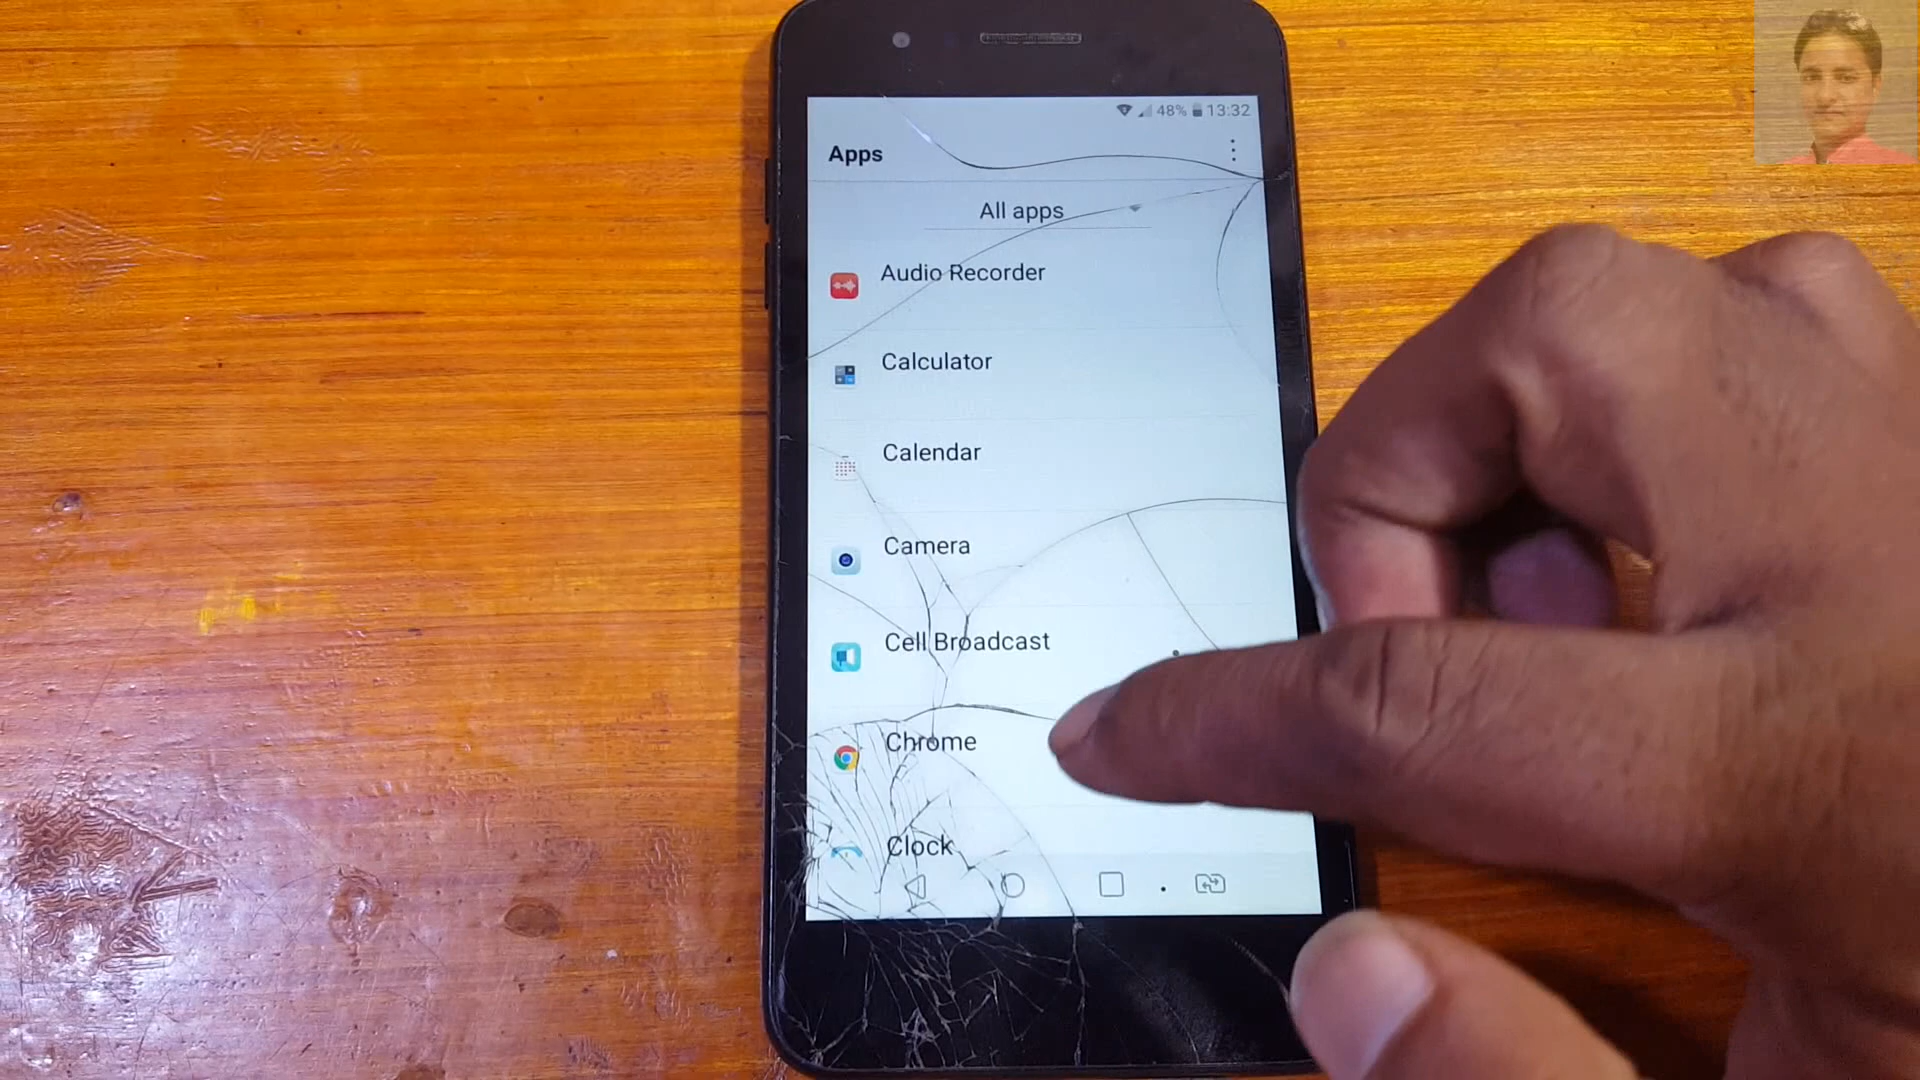 48% 13:32
Apps
All apps
Audio Recorder
Calculator
Calendar
Camera
Cell Broadcast
Chrome
Clock